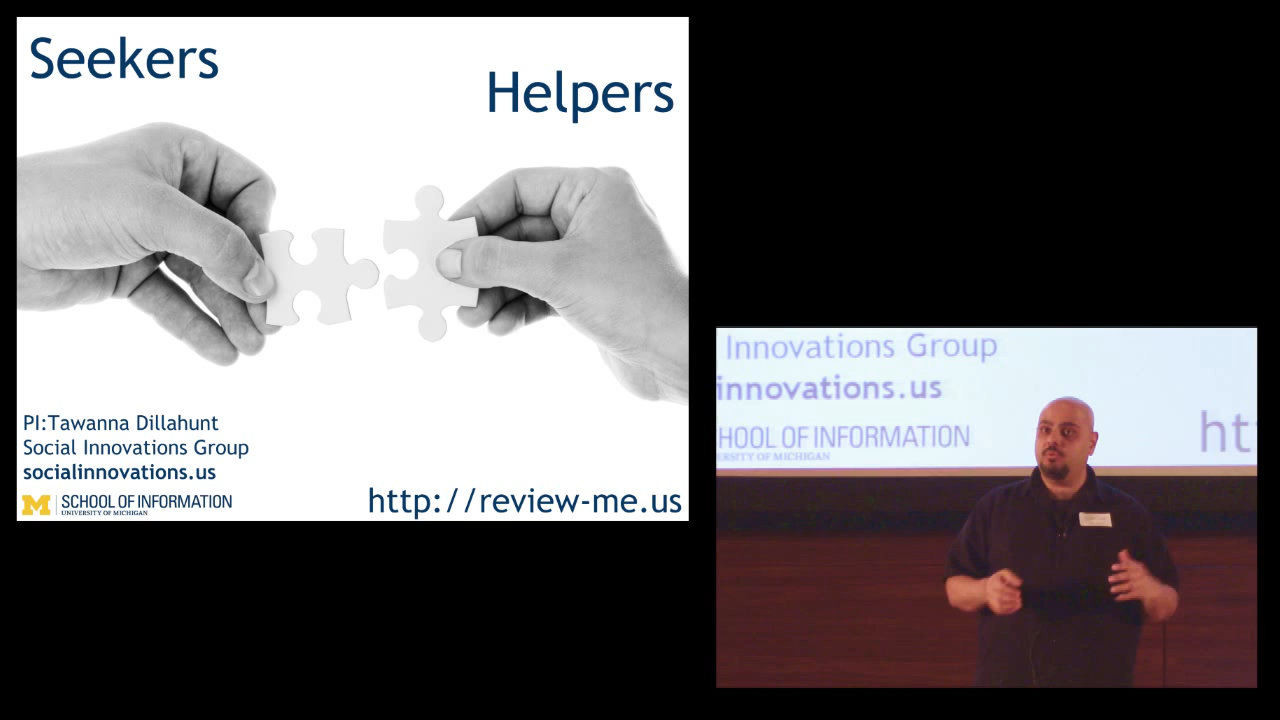 Seekers
Helpers
PI:Tawanna Dillahunt
Social Innovations Group
socialinnovations.us
M
SCHOOL OF INFORMATION
UNIVERSITY OF MICHIGAN
http://review-me.us
Innovations Group
innovations.us
HOOL OF INFORMATION
ERSITY OF MICHIGAN
ht